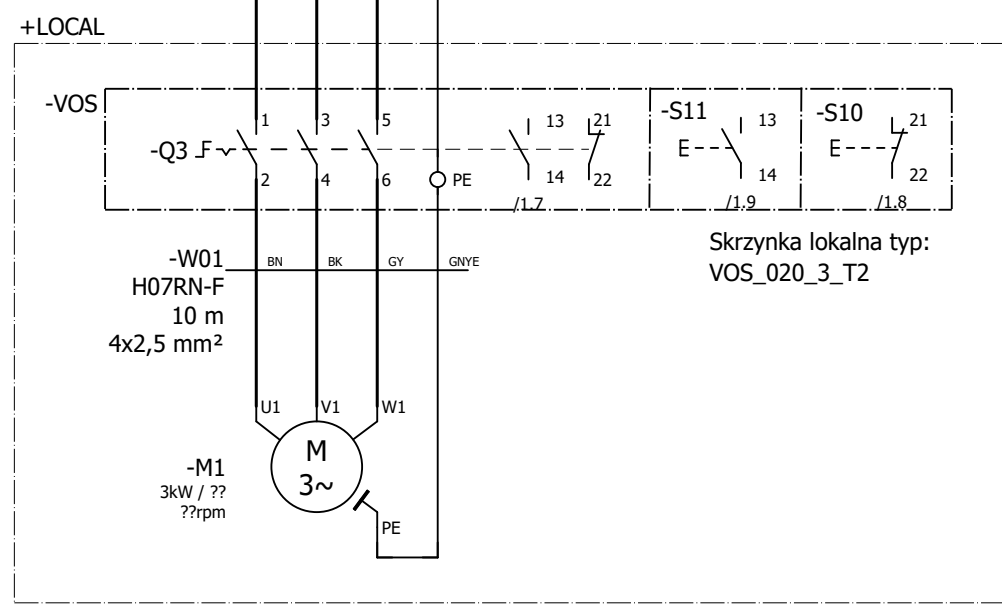 +LOCAL
-VOS
1 3 5 13 21
-Q3
2 4 6 PE 14 22
/1.7
-S11 13
E
14
/1.9
-S10 21
E
22
/1.8
Skrzynka lokalna typ:
VOS_020_3_T2
-W01 BN BK GY GNYE
H07RN-F
10 m
4x2,5 mm²
U1 V1 W1
M
3~
-M1
3kW / ??
??rpm
PE